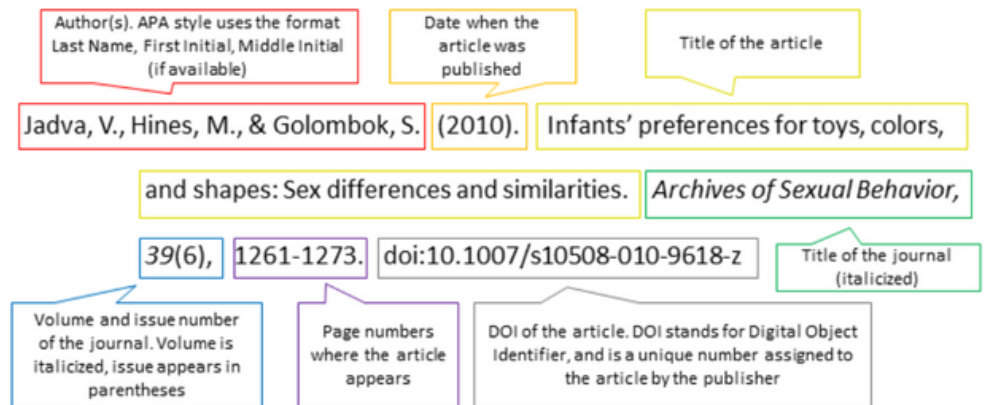 Author(s). APA style uses the format
Last Name, First Initial, Middle Initial
(if available)
Date when the
article was
published
Title of the article
Jadva, V., Hines, M., & Golombok, S. (2010). Infants’ preferences for toys, colors,
and shapes: Sex differences and similarities. Archives of Sexual Behavior,
39(6), 1261-1273. doi:10.1007/s10508-010-9618-z
Title of the journal
(italicized)
Volume and issue number
of the journal. Volume is
italicized, issue appears in
parentheses
Page numbers
where the article
appears
DOI of the article. DOI stands for Digital Object
Identifier, and is a unique number assigned to
the article by the publisher